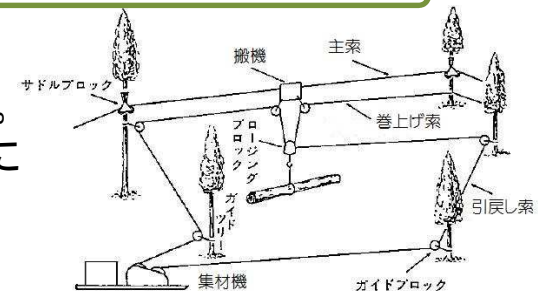 搬機
主索
サドルブロック
。
に
巻上げ索
ロージング
ブロック
ガイド
ツリー
引戻し索
集材機
ガイドブロック